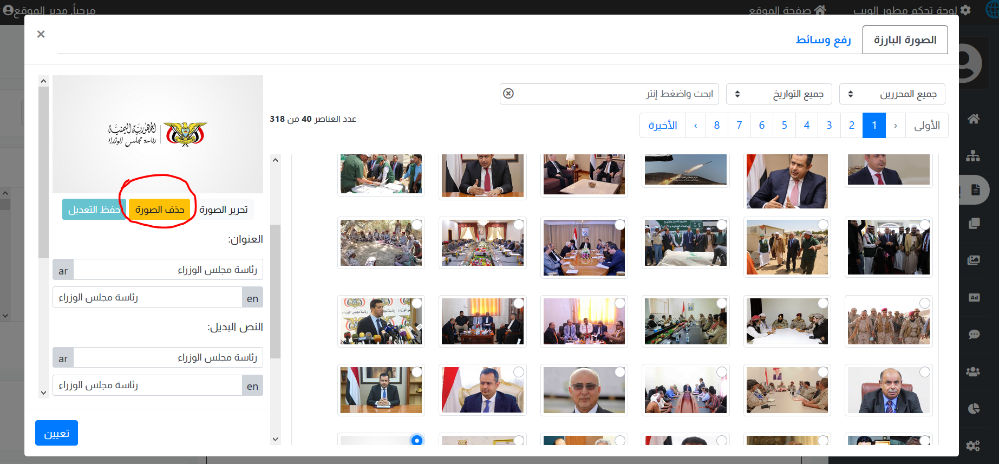 لوحة تحكم مطور الويب
صفحة الموقع
مرحباً, مدير الموقع
الصورة البارزة
رفع وسائط
×
جميع المحررين
جميع التواريخ
ابحث واضغط إنتر
الأولى ‹ 1 2 3 4 5 6 7 8 › الأخيرة
عدد العناصر 40 من 318
الجمهورية اليمنية
رئاسة مجلس الوزراء
تحرير الصورة
حذف الصورة
حفظ التعديل
العنوان:
رئاسة مجلس الوزراء
ar
en
رئاسة مجلس الوزراء
النص البديل:
رئاسة مجلس الوزراء
ar
en
رئاسة مجلس الوزراء
تعيين
Ad